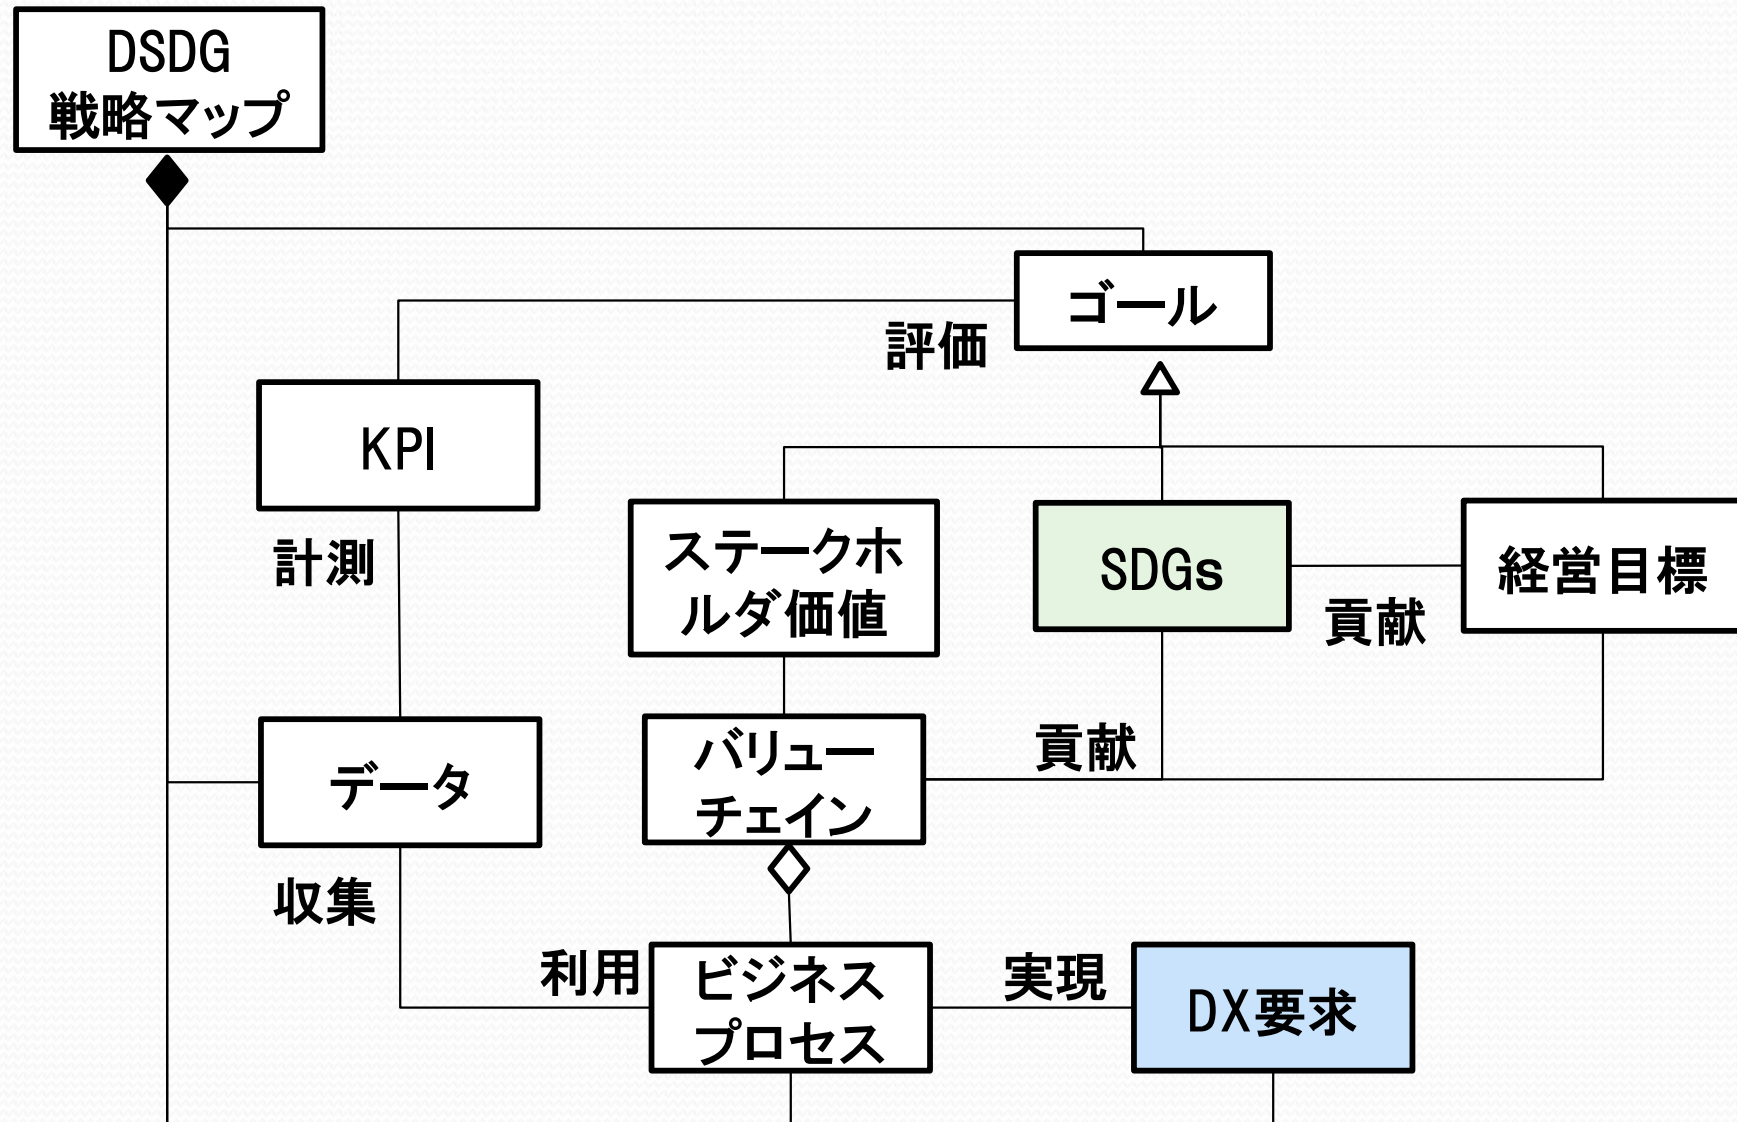 DSDG
戦略マップ
ゴール
評価
KPI
計測
ステークホ
ルダ価値
SDGs
経営目標
貢献
データ
バリュー
チェイン
貢献
収集
利用
ビジネス
プロセス
実現
DX要求